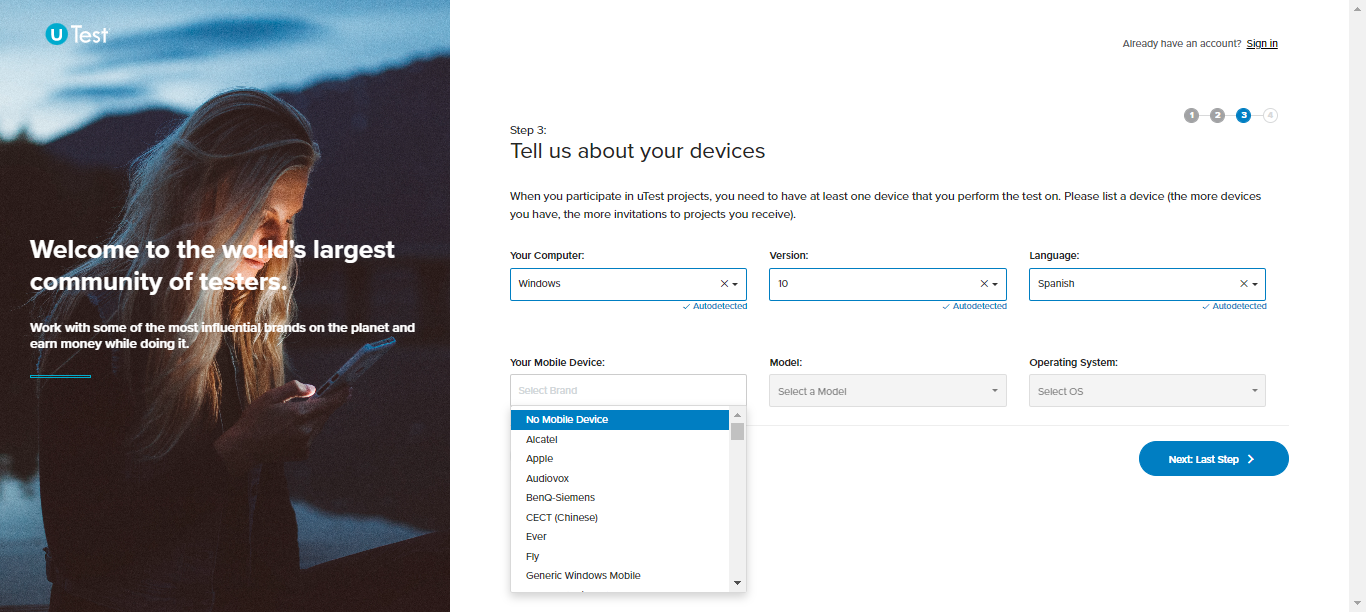 U Test
Already have an account? Sign in
1 2 3 4
Step 3:
Tell us about your devices
When you participate in uTest projects, you need to have at least one device that you perform the test on. Please list a device (the more devices
you have, the more invitations to projects you receive).
Welcome to the world's largest
community of testers.
Work with some of the most influential brands on the planet and
earn money while doing it.
Your Computer: Version: Language:
Windows 10 Spanish
Autodetected Autodetected Autodetected
Your Mobile Device: Model: Operating System:
Select Brand Select a Model Select OS
No Mobile Device
Alcatel
Apple
Audiovox
BenQ-Siemens
CECT (Chinese)
Ever
Fly
Generic Windows Mobile
Next: Last Step